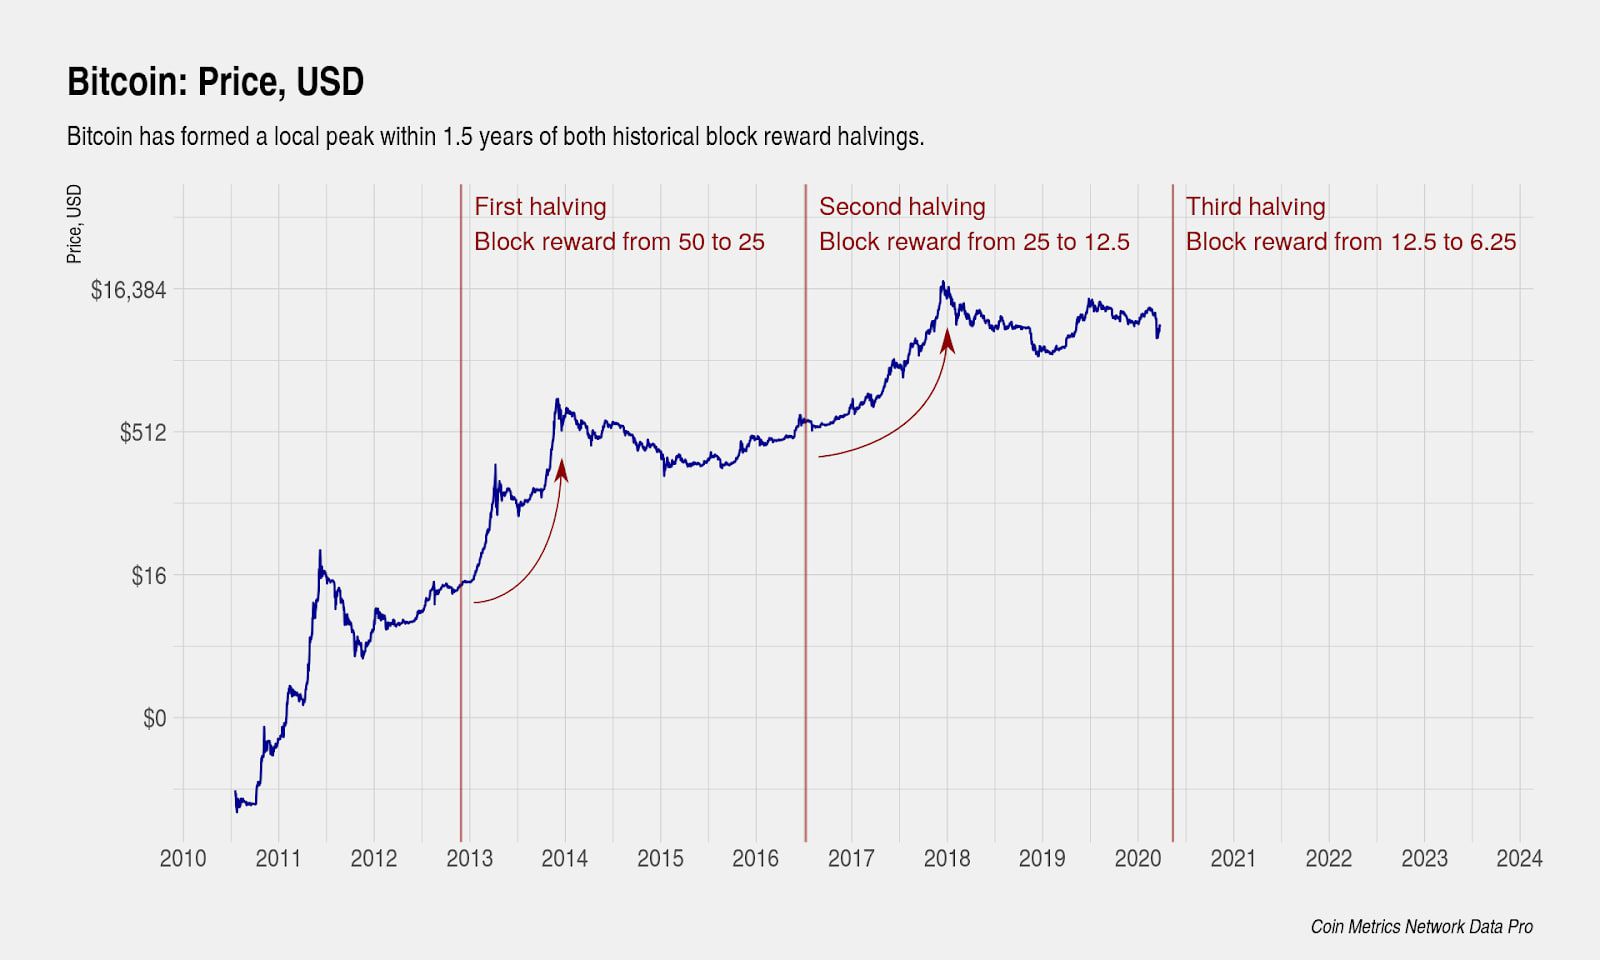 Bitcoin: Price, USD
Bitcoin has formed a local peak within 1.5 years of both historical block reward halvings.
Price, USD
First halving
Block reward from 50 to 25
Second halving
Block reward from 25 to 12.5
Third halving
Block reward from 12.5 to 6.25
$16,384
$512
$16
$0
2010 2011 2012 2013 2014 2015 2016 2017 2018 2019 2020 2021 2022 2023 2024
Coin Metrics Network Data Pro